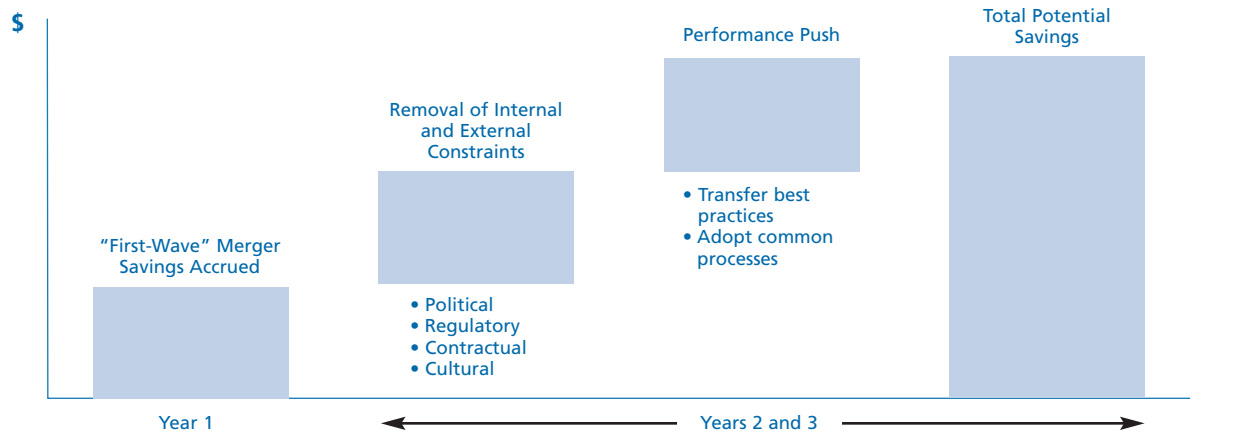 $
“First-Wave” Merger
Savings Accrued
Removal of Internal
and External
Constraints
• Political
• Regulatory
• Contractual
• Cultural
Performance Push
• Transfer best
practices
• Adopt common
processes
Total Potential
Savings
Year 1
Years 2 and 3